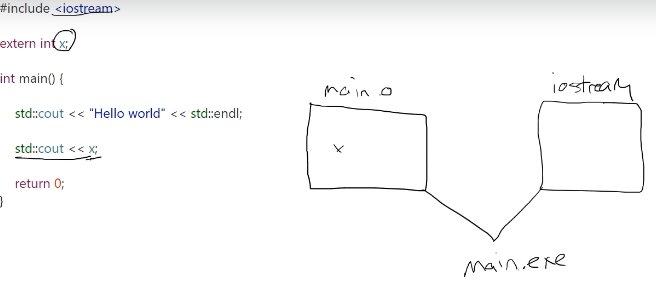 #include <iostream>
extern int x;
int main() {
std::cout << "Hello world" << std::endl;
std::cout << x;
return 0;
}
main o
iostream
x
main.exe